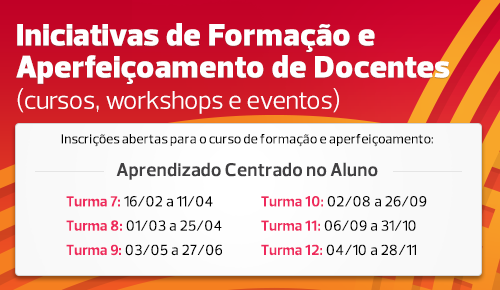 Iniciativas de Formação e
Aperfeiçoamento de Docentes
(cursos, workshops e eventos)
Inscrições abertas para o curso de formação e aperfeiçoamento:
Aprendizado Centrado no Aluno
Turma 7: 16/02 a 11/04
Turma 8: 01/03 a 25/04
Turma 9: 03/05 a 27/06
Turma 10: 02/08 a 26/09
Turma 11: 06/09 a 31/10
Turma 12: 04/10 a 28/11